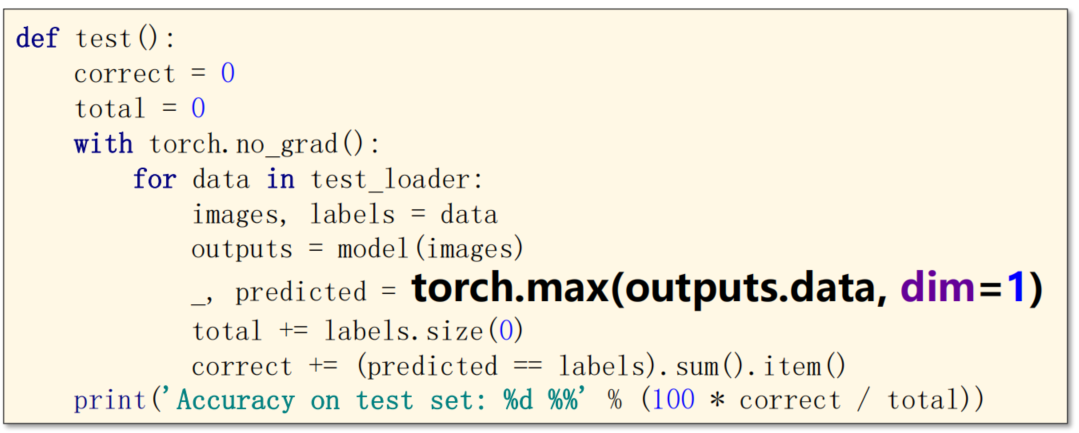 def test():
    correct = 0
    total = 0
    with torch.no_grad():
        for data in test_loader:
            images, labels = data
            outputs = model(images)
            _, predicted = torch.max(outputs.data, dim=1)
            total += labels.size(0)
            correct += (predicted == labels).sum().item()
    print('Accuracy on test set: %d %%' % (100 * correct / total))